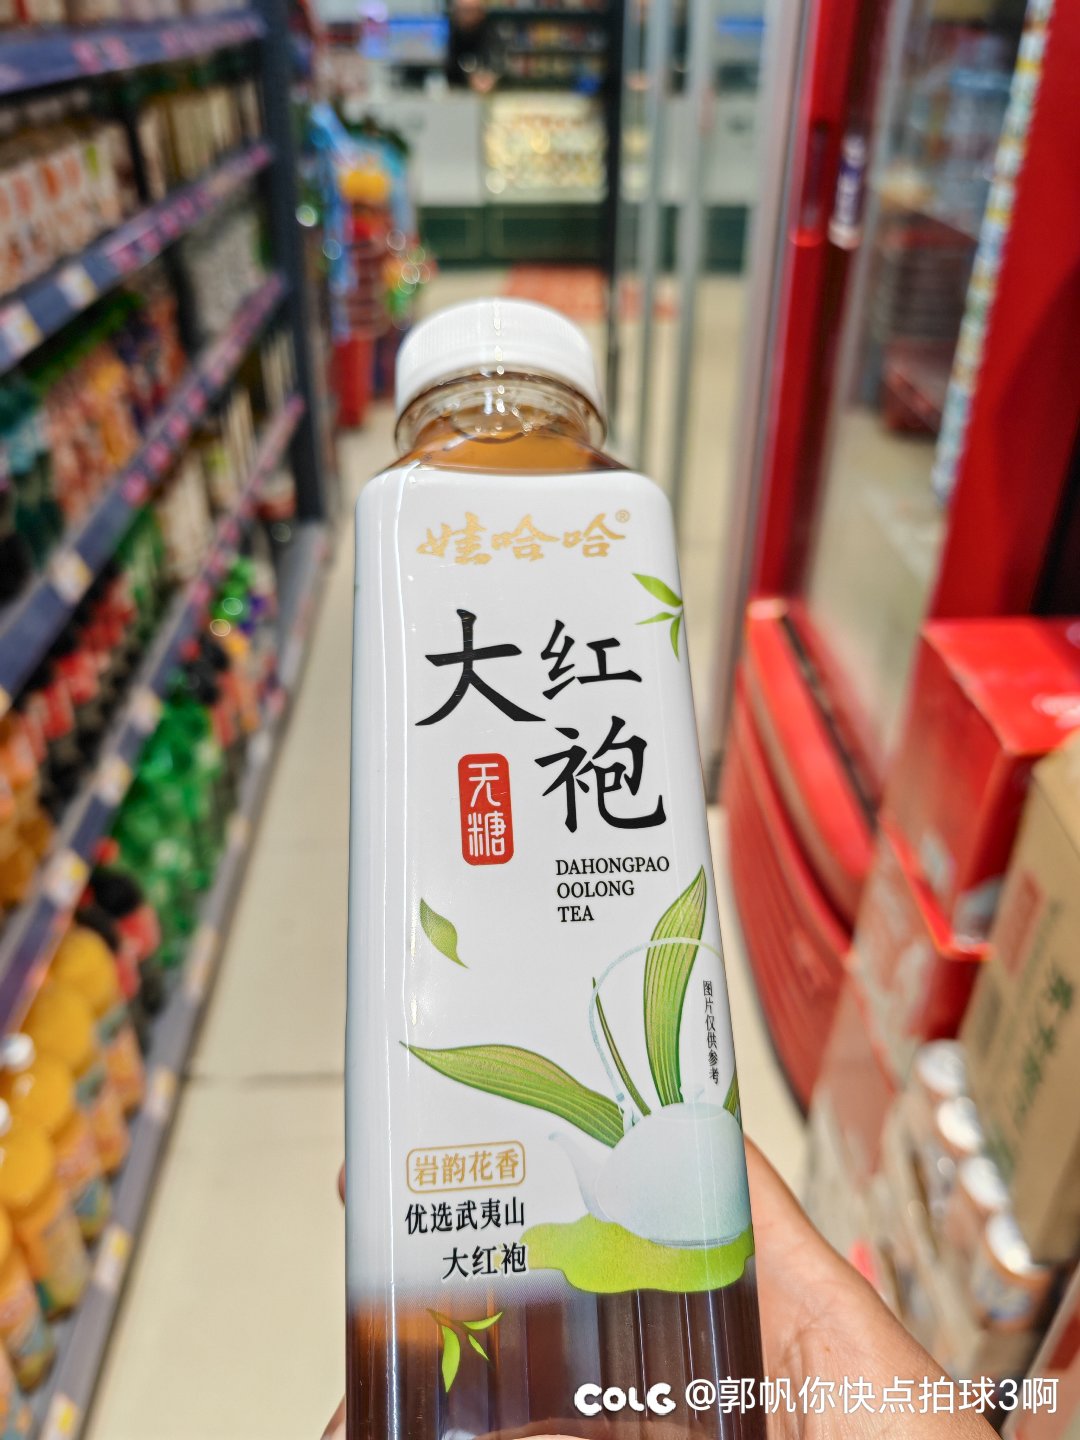 娃哈哈®
大红袍
无糖
DAHONGPAO
OOLONG
TEA
图片仅供参考
岩韵花香
优选武夷山
大红袍
COLG @郭帆你快点拍球3啊